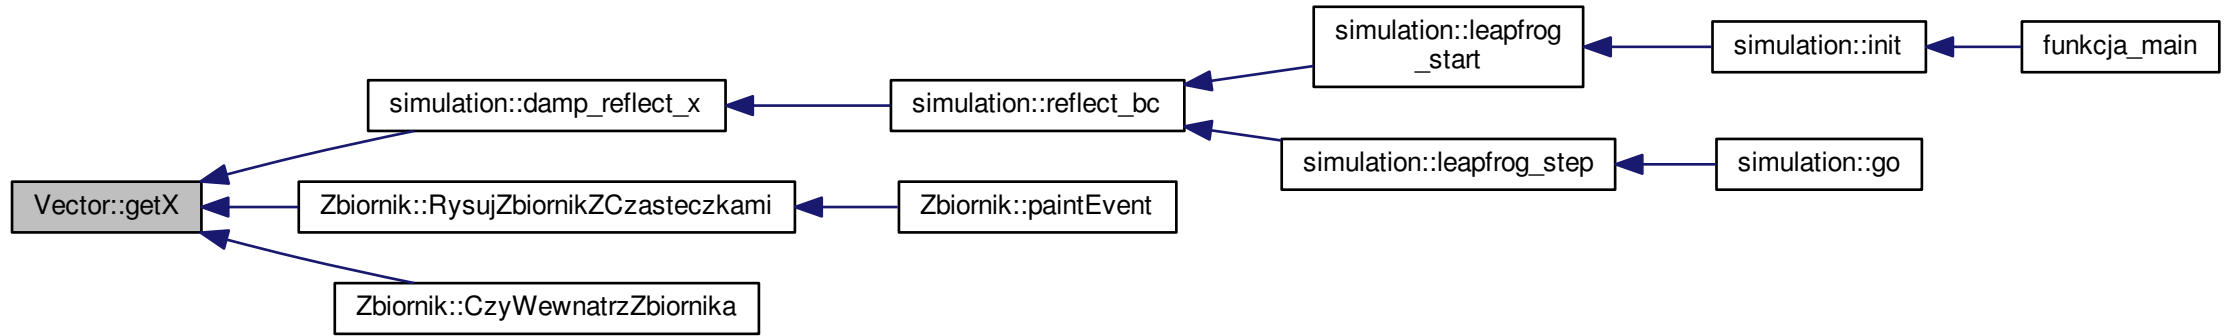 Vector::getX
simulation::damp_reflect_x
Zbiornik::RysujZbiornikZCzasteczkami
Zbiornik::CzyWewnatrzZbiornika
simulation::reflect_bc
Zbiornik::paintEvent
simulation::leapfrog
_start
simulation::leapfrog_step
simulation::init
simulation::go
funkcja_main